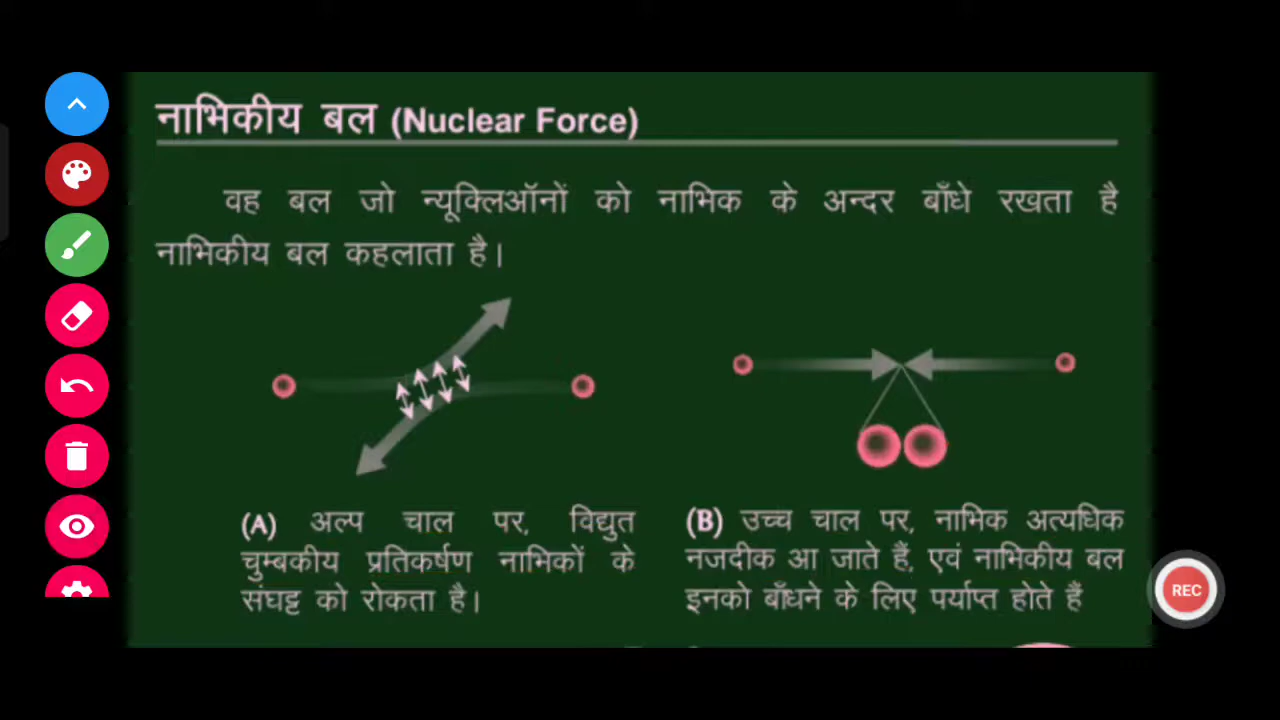 नाभिकीय बल (Nuclear Force)
वह बल जो न्यूक्लिऑनों को नाभिक के अन्दर बाँधे रखता है
नाभिकीय बल कहलाता है।
(A) अल्प चाल पर, विद्युत
चुम्बकीय प्रतिकर्षण नाभिकों के
संघट्ट को रोकता है।
(B) उच्च चाल पर, नाभिक अत्यधिक
नजदीक आ जाते हैं, एवं नाभिकीय बल
इनको बाँधने के लिए पर्याप्त होते हैं
REC